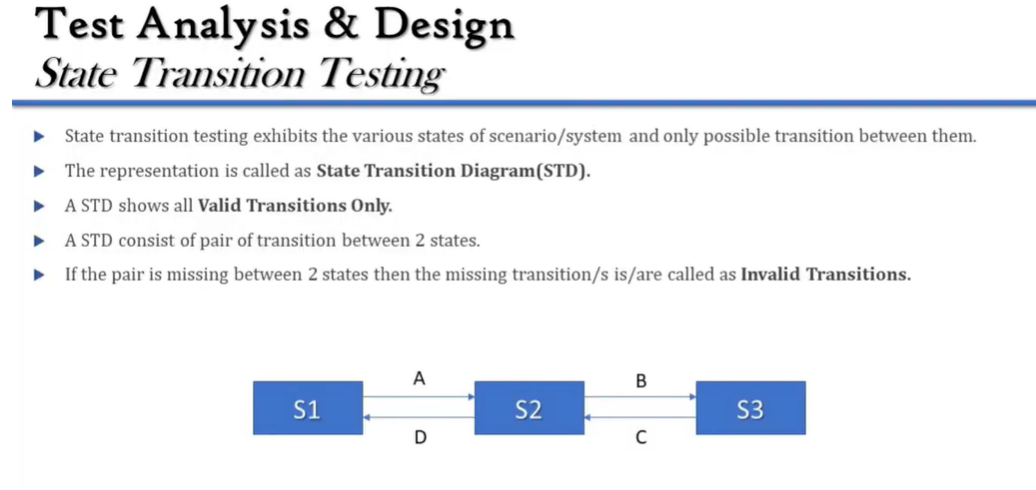 Test Analysis & Design
State Transition Testing
State transition testing exhibits the various states of scenario/system and only possible transition between them.
The representation is called as State Transition Diagram(STD).
A STD shows all Valid Transitions Only.
A STD consist of pair of transition between 2 states.
If the pair is missing between 2 states then the missing transition/s is/are called as Invalid Transitions.
A B
S1 S2 S3
D C